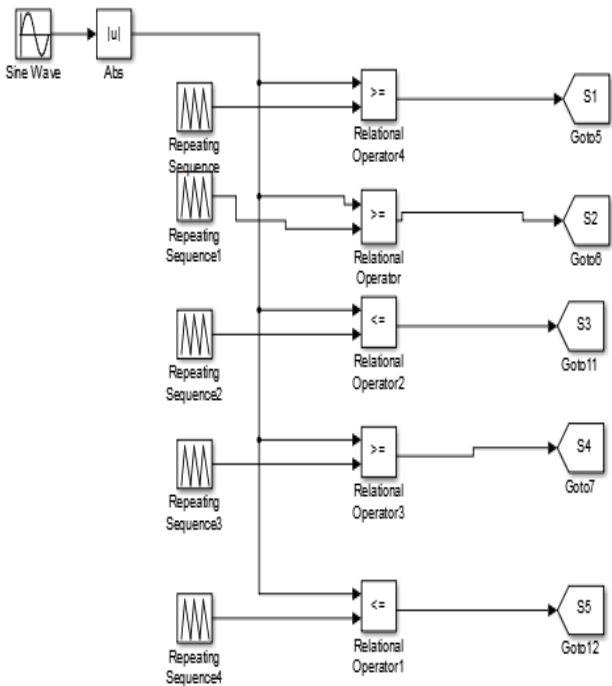 |u|
Sine Wave
Abs
>=
S1
Repeating
Sequence
Relational
Operator4
Goto5
>=
S2
Repeating
Sequence1
Relational
Operator
Goto6
<=
S3
Repeating
Sequence2
Relational
Operator2
Goto11
>=
S4
Repeating
Sequence3
Relational
Operator3
Goto7
<=
S5
Repeating
Sequence4
Relational
Operator1
Goto12